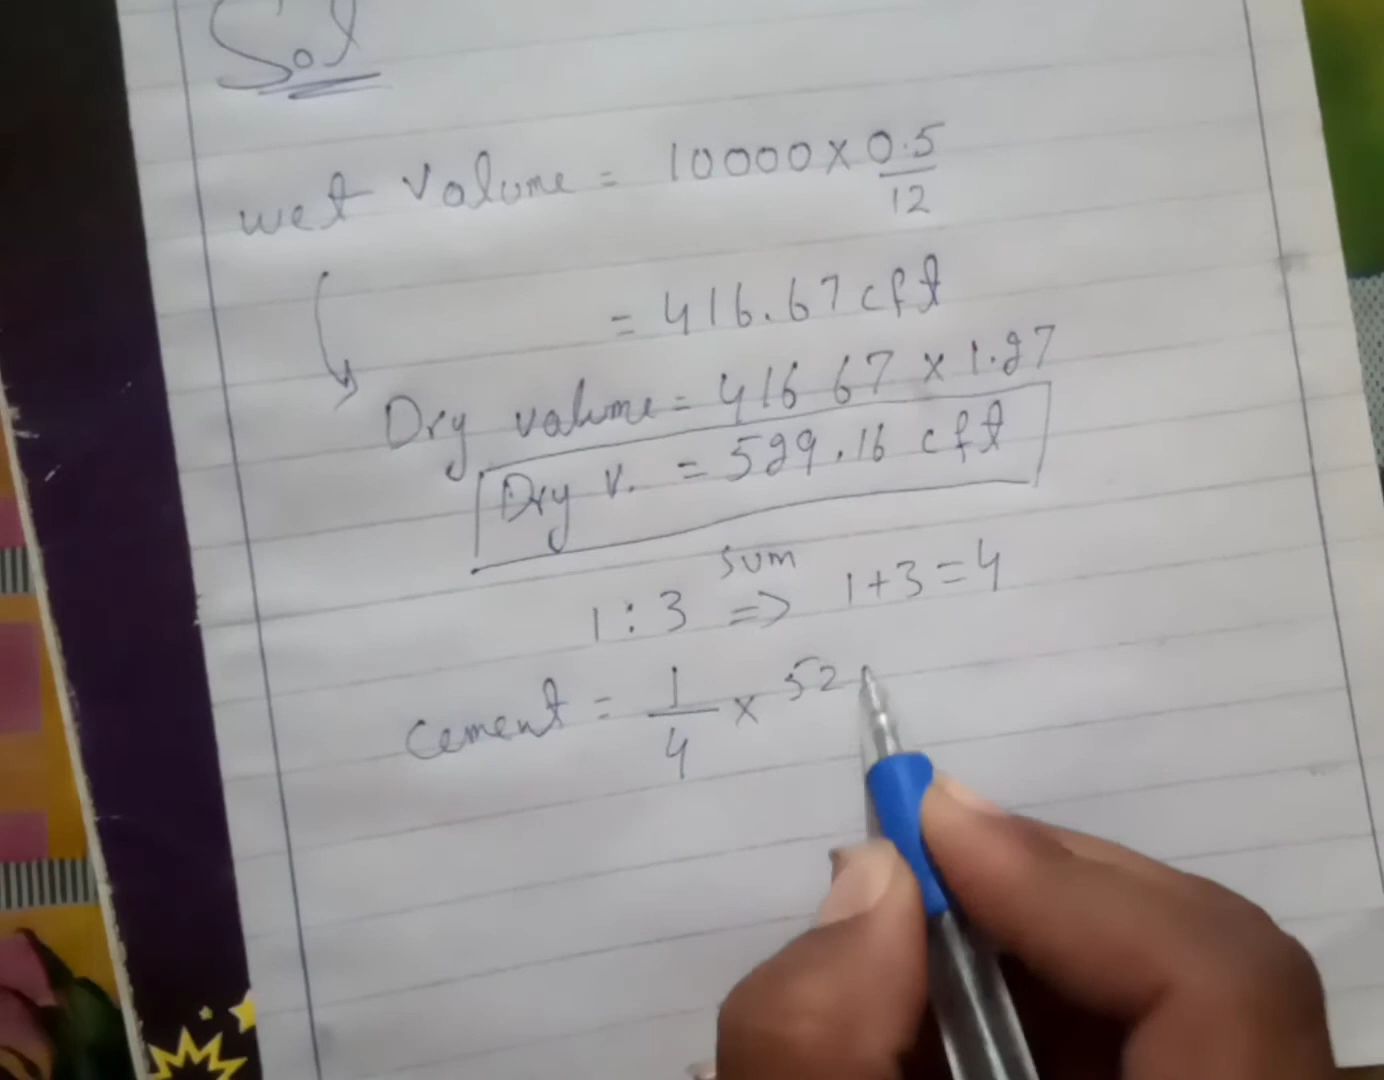 Sol
wet volume = 10000 x 0.5/12
= 416.67 cft
Dry volume = 416 67 x 1.27
Dry v. = 529.16 cft
sum
1 : 3 => 1+3=4
cement = 1/4 x 52